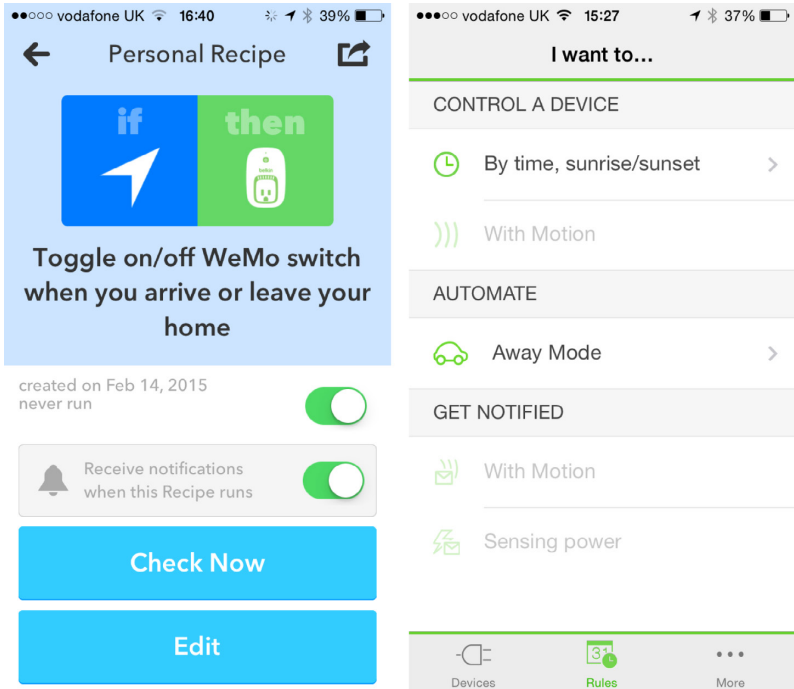 vodafone UK 16:40 39%
Personal Recipe
if then
belkin
Toggle on/off WeMo switch
when you arrive or leave your
home
created on Feb 14, 2015
never run
Receive notifications
when this Recipe runs
Check Now
Edit
vodafone UK 15:27 37%
I want to...
CONTROL A DEVICE
By time, sunrise/sunset
With Motion
AUTOMATE
Away Mode
GET NOTIFIED
With Motion
Sensing power
31
Devices Rules More